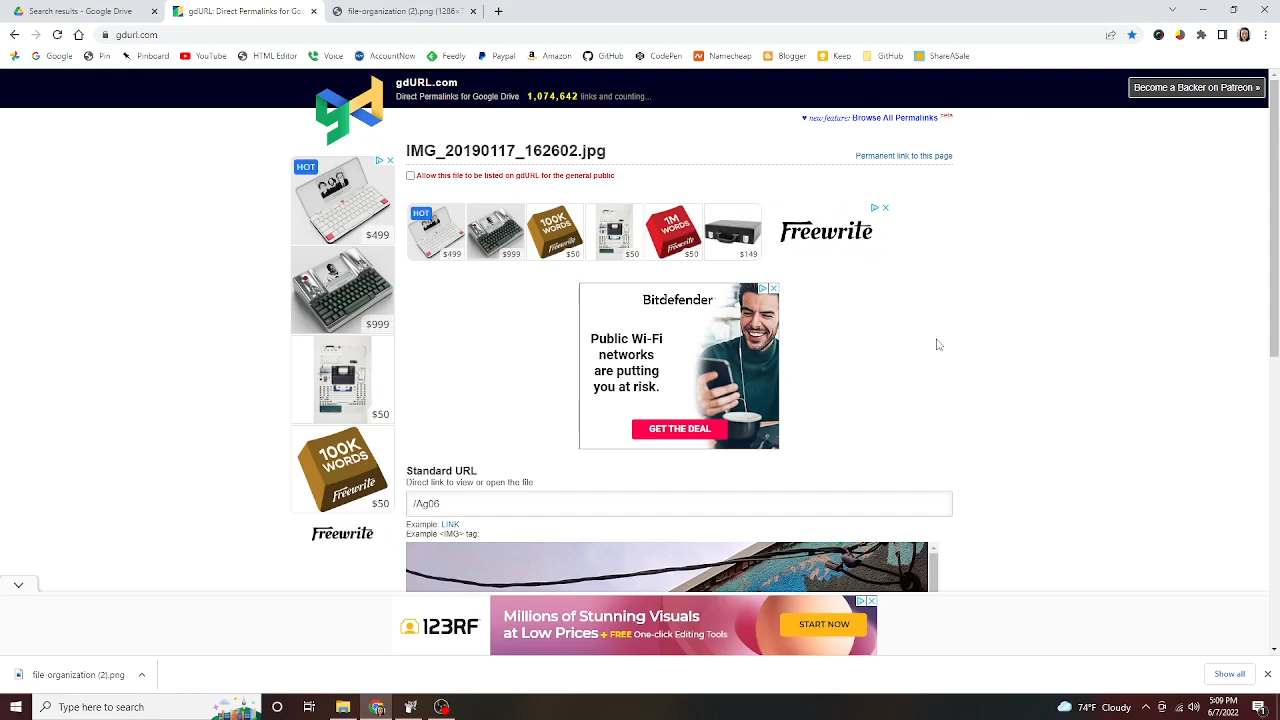 Search results - Google Drive
gdURL: Direct Permalinks for Go
file-organization (2).png (1286×7
gdurl.com
Google
Pin
Pinboard
YouTube
HTML Editor
Voice
AccountNow
Feedly
Paypal
Amazon
GitHub
CodePen
Namecheap
Blogger
Keep
GitHub
ShareASale
gdURL.com
Direct Permalinks for Google Drive 1,074,642 links and counting...
Become a Backer on Patreon »
♥ new feature: Browse All Permalinks beta
IMG_20190117_162602.jpg
Permanent link to this page
Allow this file to be listed on gdURL for the general public
HOT
$499
$999
$50
100K WORDS
Freewrite
$50
Freewrite
HOT
$499
$999
100K WORDS
Freewrite
$50
$50
1M WORDS
Freewrite
$50
$149
Freewrite
Bitdefender
Public Wi-Fi
networks
are putting
you at risk.
GET THE DEAL
Standard URL
Direct link to view or open the file
/Ag06
Example: LINK
Example <IMG> tag:
123RF
Millions of Stunning Visuals
at Low Prices + FREE One-click Editing Tools
START NOW
file-organization (2).png
Show all
Type here to search
74°F Cloudy
5:09 PM
6/7/2022